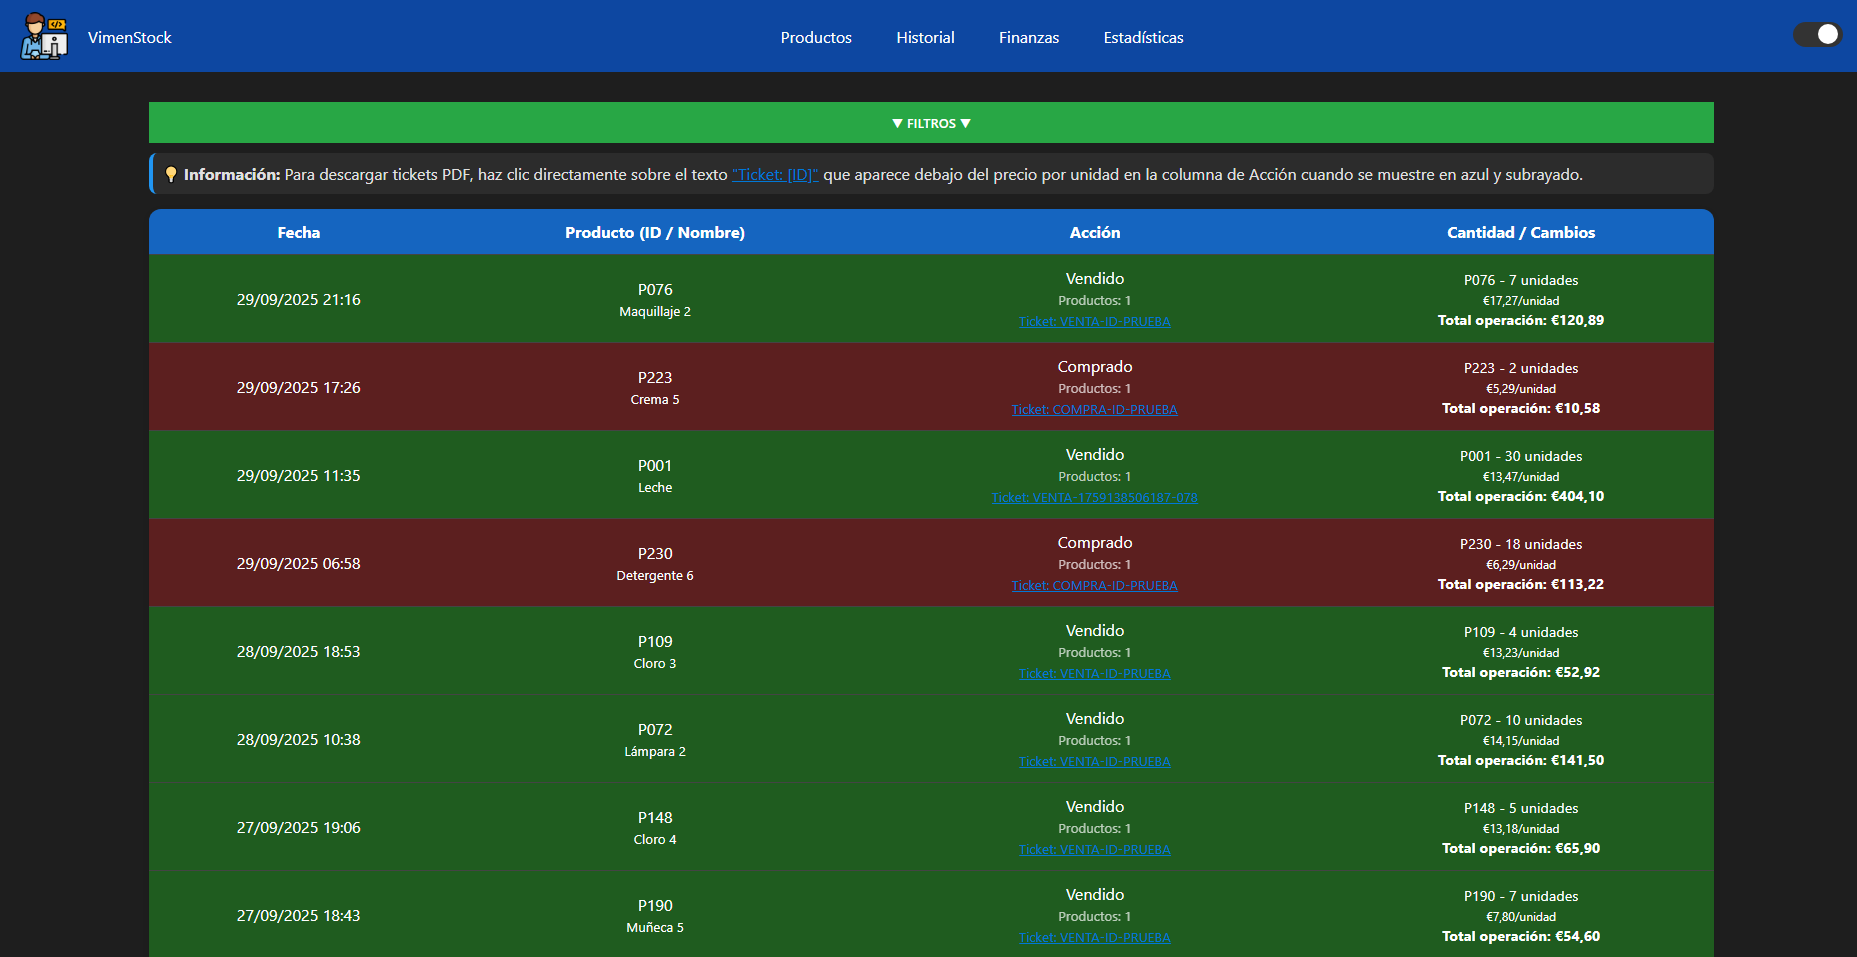 VimenStock
Productos
Historial
Finanzas
Estadísticas
▼ FILTROS ▼
Información: Para descargar tickets PDF, haz clic directamente sobre el texto "Ticket: [ID]" que aparece debajo del precio por unidad en la columna de Acción cuando se muestre en azul y subrayado.
Fecha
Producto (ID / Nombre)
Acción
Cantidad / Cambios
29/09/2025 21:16
P076
Maquillaje 2
Vendido
Productos: 1
Ticket: VENTA-ID-PRUEBA
P076 - 7 unidades
€17,27/unidad
Total operación: €120,89
29/09/2025 17:26
P223
Crema 5
Comprado
Productos: 1
Ticket: COMPRA-ID-PRUEBA
P223 - 2 unidades
€5,29/unidad
Total operación: €10,58
29/09/2025 11:35
P001
Leche
Vendido
Productos: 1
Ticket: VENTA-1759138506187-078
P001 - 30 unidades
€13,47/unidad
Total operación: €404,10
29/09/2025 06:58
P230
Detergente 6
Comprado
Productos: 1
Ticket: COMPRA-ID-PRUEBA
P230 - 18 unidades
€6,29/unidad
Total operación: €113,22
28/09/2025 18:53
P109
Cloro 3
Vendido
Productos: 1
Ticket: VENTA-ID-PRUEBA
P109 - 4 unidades
€13,23/unidad
Total operación: €52,92
28/09/2025 10:38
P072
Lámpara 2
Vendido
Productos: 1
Ticket: VENTA-ID-PRUEBA
P072 - 10 unidades
€14,15/unidad
Total operación: €141,50
27/09/2025 19:06
P148
Cloro 4
Vendido
Productos: 1
Ticket: VENTA-ID-PRUEBA
P148 - 5 unidades
€13,18/unidad
Total operación: €65,90
27/09/2025 18:43
P190
Muñeca 5
Vendido
Productos: 1
Ticket: VENTA-ID-PRUEBA
P190 - 7 unidades
€7,80/unidad
Total operación: €54,60